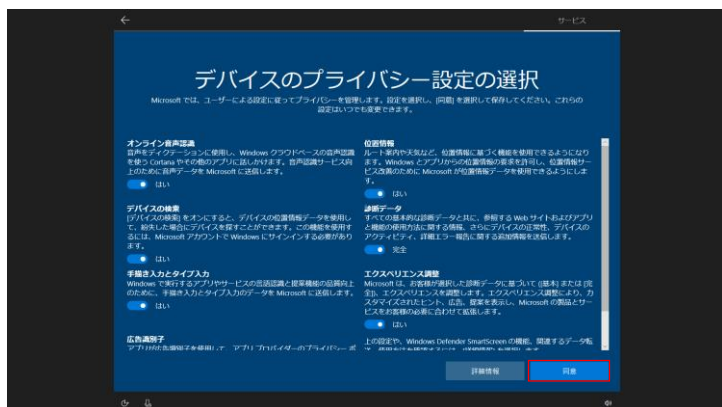 サービス
デバイスのプライバシー設定の選択
Microsoft では、ユーザーによる設定に従ってプライバシーを管理します。設定を選択し、[同意] を選択して保存してください。これらの
設定はいつでも変更できます。
オンライン音声認識
音声をディクテーションに使用し、Windows クラウドベースの音声認識
を使う Cortana やその他のアプリに話しかけます。音声認識サービス向
上のために音声データを Microsoft に送信します。
はい
デバイスの検索
[デバイスの検索] をオンにすると、デバイスの位置情報データを使用し
て、紛失した場合にデバイスを探すことができます。この機能を使用す
るには、Microsoft アカウントで Windows にサインインする必要があり
ます。
はい
手描き入力とタイプ入力
Windows で実行するアプリやサービスの言語認識と提案機能の品質向上
のために、手描き入力とタイプ入力のデータを Microsoft に送信します。
はい
広告識別子
アプリが広告識別子を使用して、アプリ プロバイダーのプライバシー ポ
位置情報
ルート案内や天気など、位置情報に基づく機能を使用できるようになり
ます。Windows とアプリからの位置情報の要求を許可し、位置情報サー
ビス改善のために Microsoft が位置情報データを使用できるようにしま
す。
はい
診断データ
すべての基本的な診断データと共に、参照する Web サイトおよびアプリ
と機能の使用方法に関する情報、さらにデバイスの正常性、デバイスの
アクティビティ、詳細エラー報告に関する追加情報を送信します。
完全
エクスペリエンス調整
Microsoft は、お客様が選択した診断データに基づいて ([基本] または [完
全])、エクスペリエンスを調整します。エクスペリエンス調整により、カ
スタマイズされたヒント、広告、提案を表示し、Microsoft の製品とサー
ビスをお客様の必要に合わせて拡張します。
はい
上の設定や、Windows Defender SmartScreen の機能、関連するデータ転
詳細情報
同意